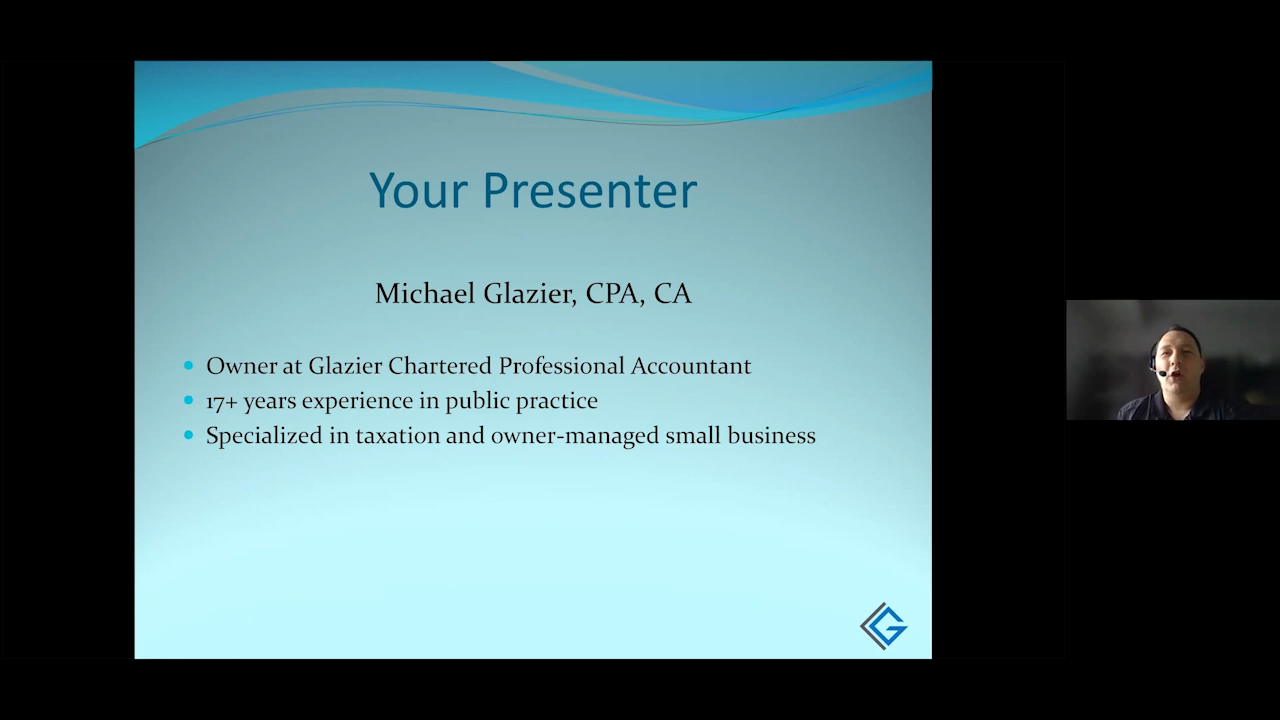 Your Presenter
Michael Glazier, CPA, CA
Owner at Glazier Chartered Professional Accountant
17+ years experience in public practice
Specialized in taxation and owner-managed small business